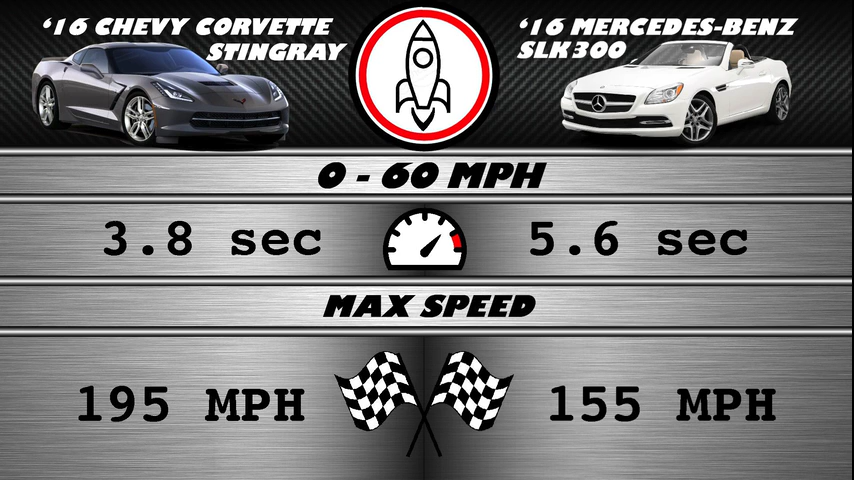 ‘16 CHEVY CORVETTE
STINGRAY
‘16 MERCEDES-BENZ
SLK300
0 - 60 MPH
3.8 sec
5.6 sec
MAX SPEED
195 MPH
155 MPH